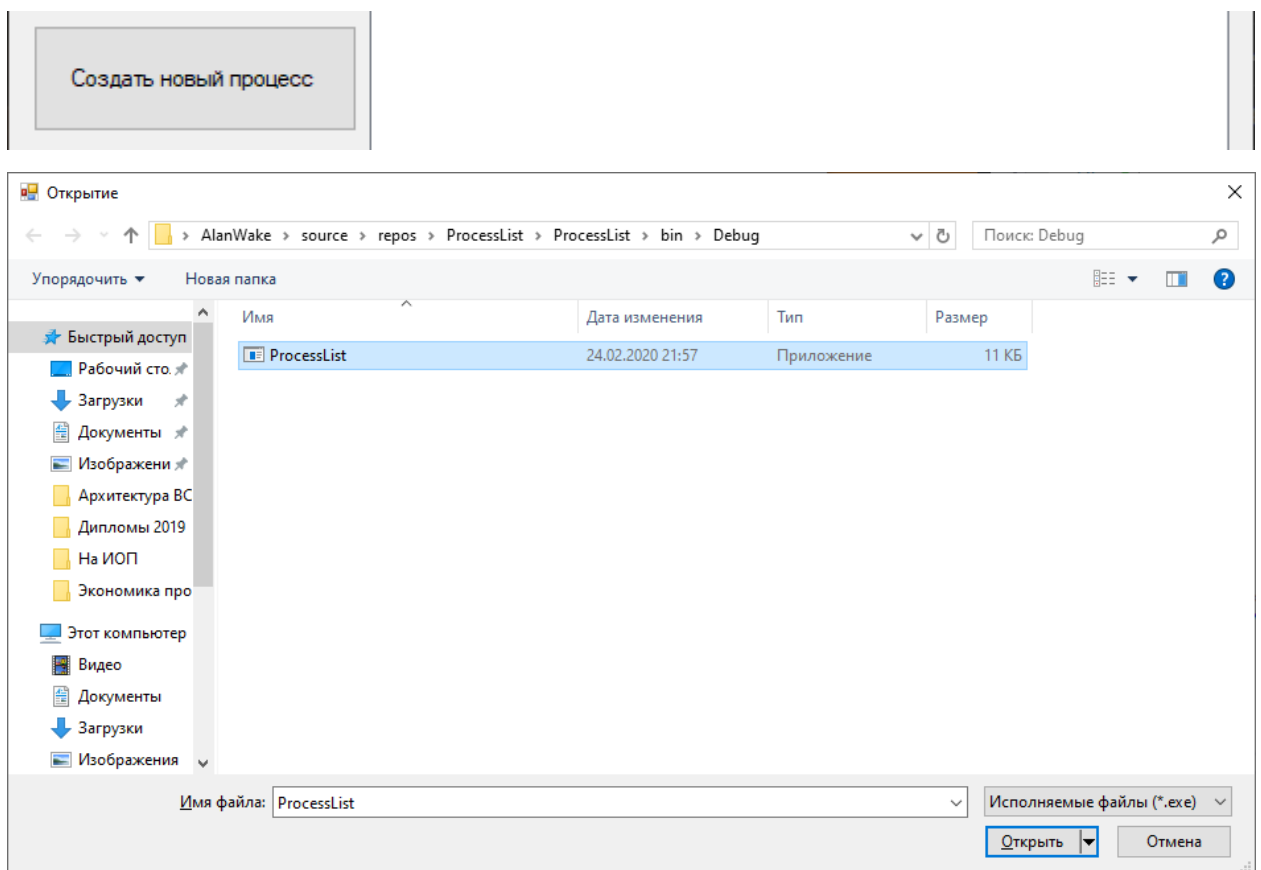 Создать новый процесс
Открытие
AlanWake > source > repos > ProcessList > ProcessList > bin > Debug
Поиск: Debug
Упорядочить
Новая папка
Имя Дата изменения Тип Размер
Быстрый доступ
ProcessList 24.02.2020 21:57 Приложение 11 КБ
Рабочий сто
Загрузки
Документы
Изображени
Архитектура ВС
Дипломы 2019
На ИОП
Экономика про
Этот компьютер
Видео
Документы
Загрузки
Изображения
Имя файла: ProcessList Исполняемые файлы (*.exe)
Открыть Отмена